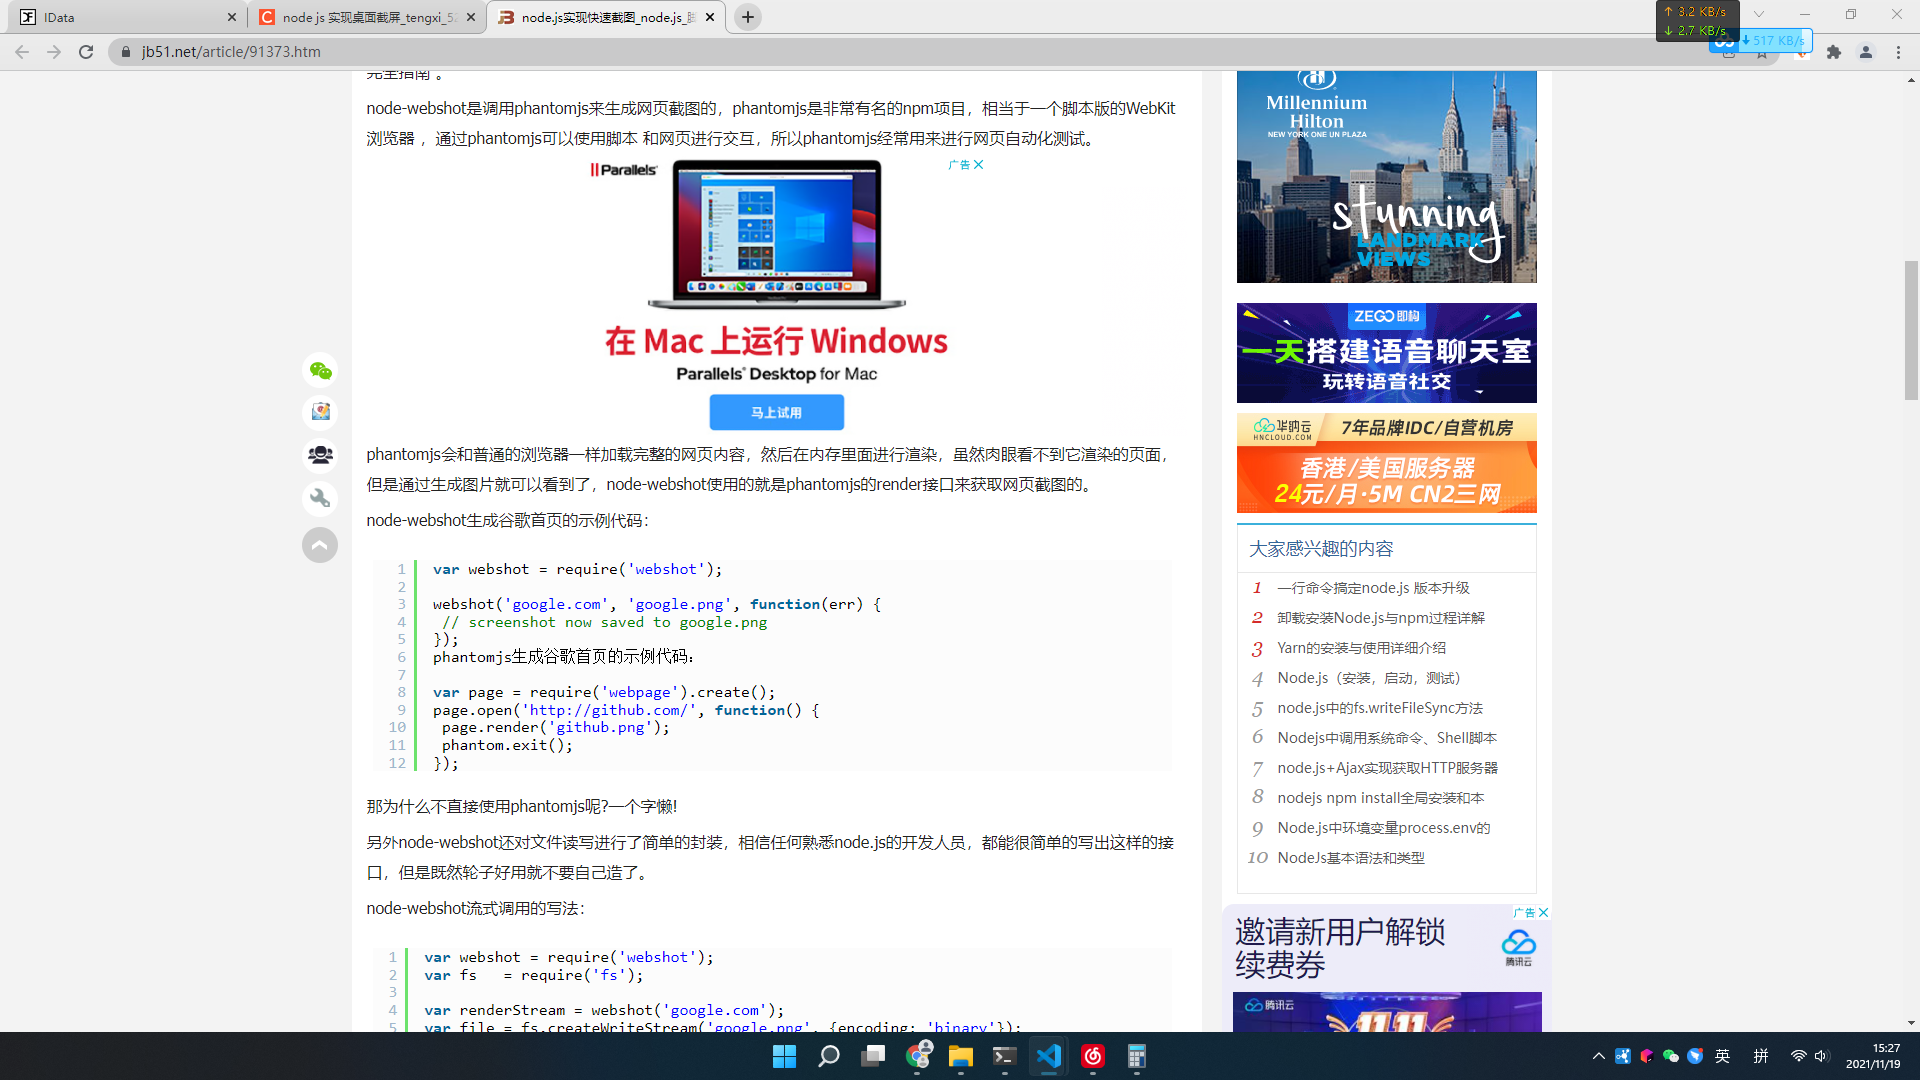 IData
node js 实现桌面截屏_tengxi_5
node.js实现快速截图_node.js_脚
↑ 3.2 KB/s
↓ 2.7 KB/s
517 KB/s
jb51.net/article/91373.htm
完全指南 。
node-webshot是调用phantomjs来生成网页截图的，phantomjs是非常有名的npm项目，相当于一个脚本版的WebKit
浏览器 ，通过phantomjs可以使用脚本 和网页进行交互，所以phantomjs经常用来进行网页自动化测试。
Parallels
广告
在 Mac 上运行 Windows
Parallels® Desktop for Mac
马上试用
phantomjs会和普通的浏览器一样加载完整的网页内容，然后在内存里面进行渲染，虽然肉眼看不到它渲染的页面，
但是通过生成图片就可以看到了，node-webshot使用的就是phantomjs的render接口来获取网页截图的。
node-webshot生成谷歌首页的示例代码：
1 var webshot = require('webshot');
2
3 webshot('google.com', 'google.png', function(err) {
4 // screenshot now saved to google.png
5 });
6 phantomjs生成谷歌首页的示例代码：
7
8 var page = require('webpage').create();
9 page.open('http://github.com/', function() {
10 page.render('github.png');
11 phantom.exit();
12 });
那为什么不直接使用phantomjs呢?一个字懒!
另外node-webshot还对文件读写进行了简单的封装，相信任何熟悉node.js的开发人员，都能很简单的写出这样的接
口，但是既然轮子好用就不要自己造了。
node-webshot流式调用的写法：
1 var webshot = require('webshot');
2 var fs = require('fs');
3
4 var renderStream = webshot('google.com');
5 var file = fs.createWriteStream('google.png', {encoding: 'binary'});
Millennium
Hilton
NEW YORK ONE UN PLAZA
stunning
LANDMARK
VIEWS
ZEGO 即构
一天搭建语音聊天室
玩转语音社交
华纳云
HNCLOUD.COM
7年品牌IDC/自营机房
香港/美国服务器
24元/月·5M CN2三网
大家感兴趣的内容
1 一行命令搞定node.js 版本升级
2 卸载安装Node.js与npm过程详解
3 Yarn的安装与使用详细介绍
4 Node.js（安装，启动，测试）
5 node.js中的fs.writeFileSync方法
6 Nodejs中调用系统命令、Shell脚本
7 node.js+Ajax实现获取HTTP服务器
8 nodejs npm install全局安装和本
9 Node.js中环境变量process.env的
10 NodeJs基本语法和类型
广告
邀请新用户解锁
续费券
腾讯云
腾讯云
11.11
英
拼
15:27
2021/11/19